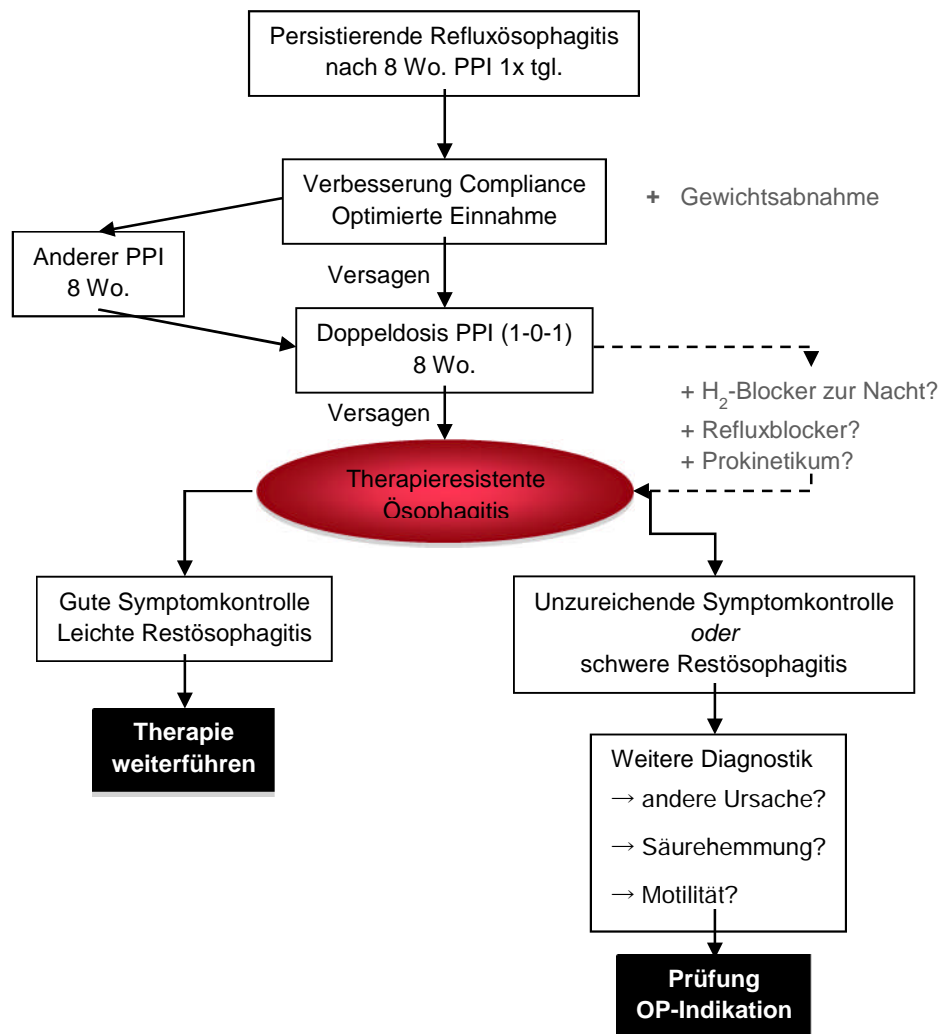 Persistierende Refluxösophagitis
nach 8 Wo. PPI 1x tgl.
Verbesserung Compliance
Optimierte Einnahme
+ Gewichtsabnahme
Anderer PPI
8 Wo.
Versagen
Doppeldosis PPI (1-0-1)
8 Wo.
Versagen
+ H₂-Blocker zur Nacht?
+ Refluxblocker?
+ Prokinetikum?
Therapieresistente
Ösophagitis
Gute Symptomkontrolle
Leichte Restösophagitis
Unzureichende Symptomkontrolle
oder
schwere Restösophagitis
Therapie
weiterführen
Weitere Diagnostik
→ andere Ursache?
→ Säurehemmung?
→ Motilität?
Prüfung
OP-Indikation